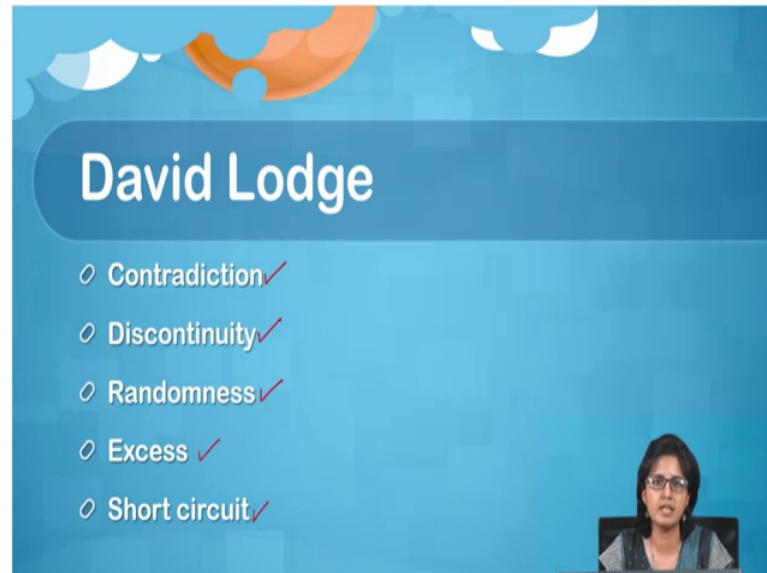 David Lodge
Contradiction
Discontinuity
Randomness
Excess
Short circuit